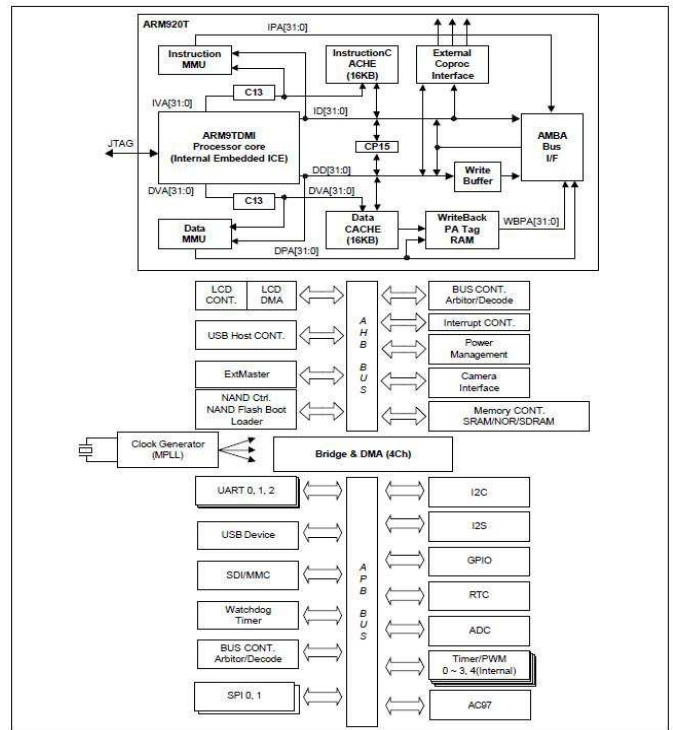 ARM920T
IPA[31:0]
Instruction
MMU
InstructionC
ACHE
(16KB)
External
Coproc
Interface
C13
IVA[31:0]
ID[31:0]
ARM9TDMI
Processor core
(Internal Embedded ICE)
JTAG
CP15
AMBA
Bus
I/F
DD[31:0]
Write
Buffer
DVA[31:0]
C13
DVA[31:0]
Data
MMU
Data
CACHE
(16KB)
WriteBack
PA Tag
RAM
WBPA[31:0]
DPA[31:0]
LCD
CONT.
LCD
DMA
USB Host CONT.
ExtMaster
NAND Ctrl.
NAND Flash Boot
Loader
AHB BUS
BUS CONT.
Arbitor/Decode
Interrupt CONT.
Power
Management
Camera
Interface
Memory CONT.
SRAM/NOR/SDRAM
Clock Generator
(MPLL)
Bridge & DMA (4Ch)
UART 0, 1, 2
USB Device
SDI/MMC
Watchdog
Timer
BUS CONT.
Arbitor/Decode
SPI 0, 1
APB BUS
I2C
I2S
GPIO
RTC
ADC
Timer/PWM
0 ~ 3, 4(Internal)
AC97